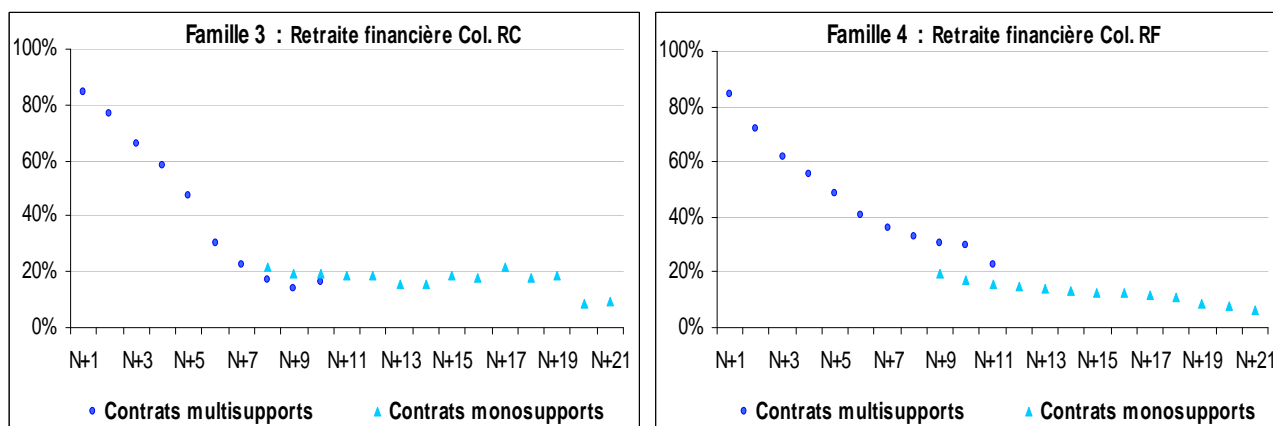 Famille 3 : Retraite financière Col. RC
100%
80%
60%
40%
20%
0%
N+1 N+3 N+5 N+7 N+9 N+11 N+13 N+15 N+17 N+19 N+21
Contrats multisupports Contrats monosupports
Famille 4 : Retraite financière Col. RF
100%
80%
60%
40%
20%
0%
N+1 N+3 N+5 N+7 N+9 N+11 N+13 N+15 N+17 N+19 N+21
Contrats multisupports Contrats monosupports